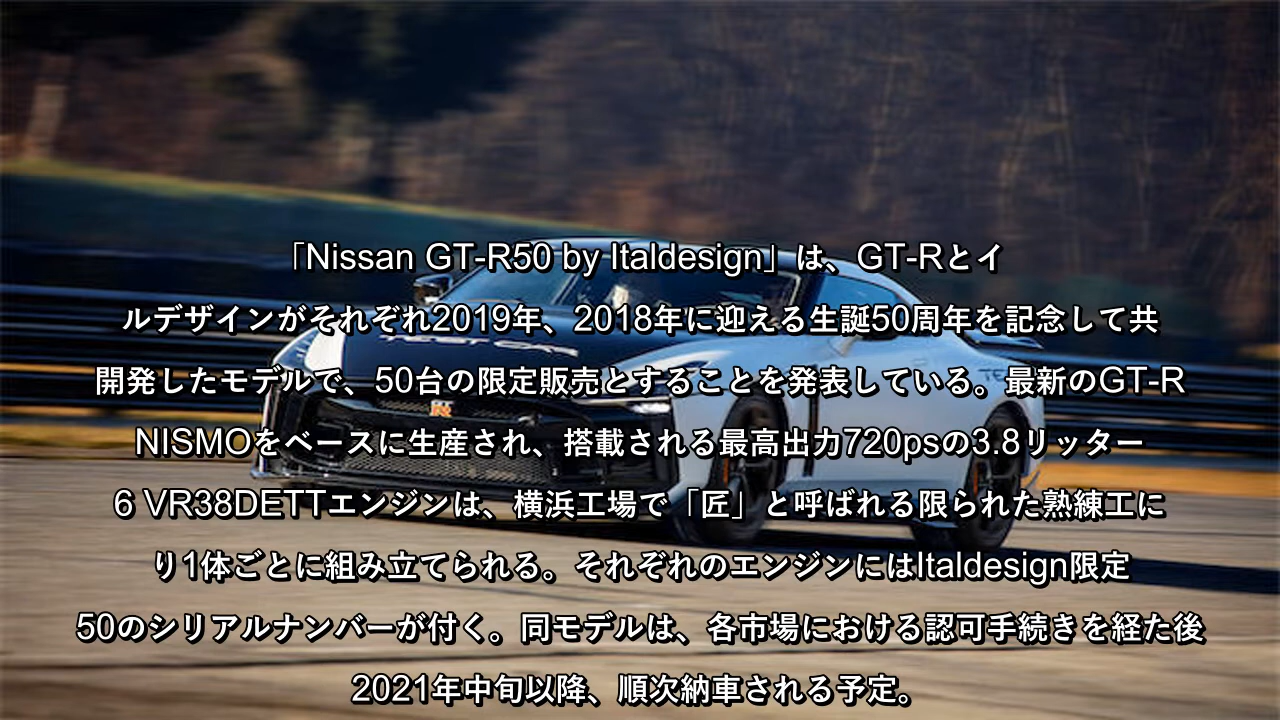 「Nissan GT-R50 by Italdesign」は、GT-Rとイ
ルデザインがそれぞれ2019年、2018年に迎える生誕50周年を記念して共
開発したモデルで、50台の限定販売とすることを発表している。最新のGT-R
NISMOをベースに生産され、搭載される最高出力720psの3.8リッター
6 VR38DETTエンジンは、横浜工場で「匠」と呼ばれる限られた熟練工に
り1体ごとに組み立てられる。それぞれのエンジンにはItaldesign限定
50のシリアルナンバーが付く。同モデルは、各市場における認可手続きを経た後
2021年中旬以降、順次納車される予定。
TEST CAR